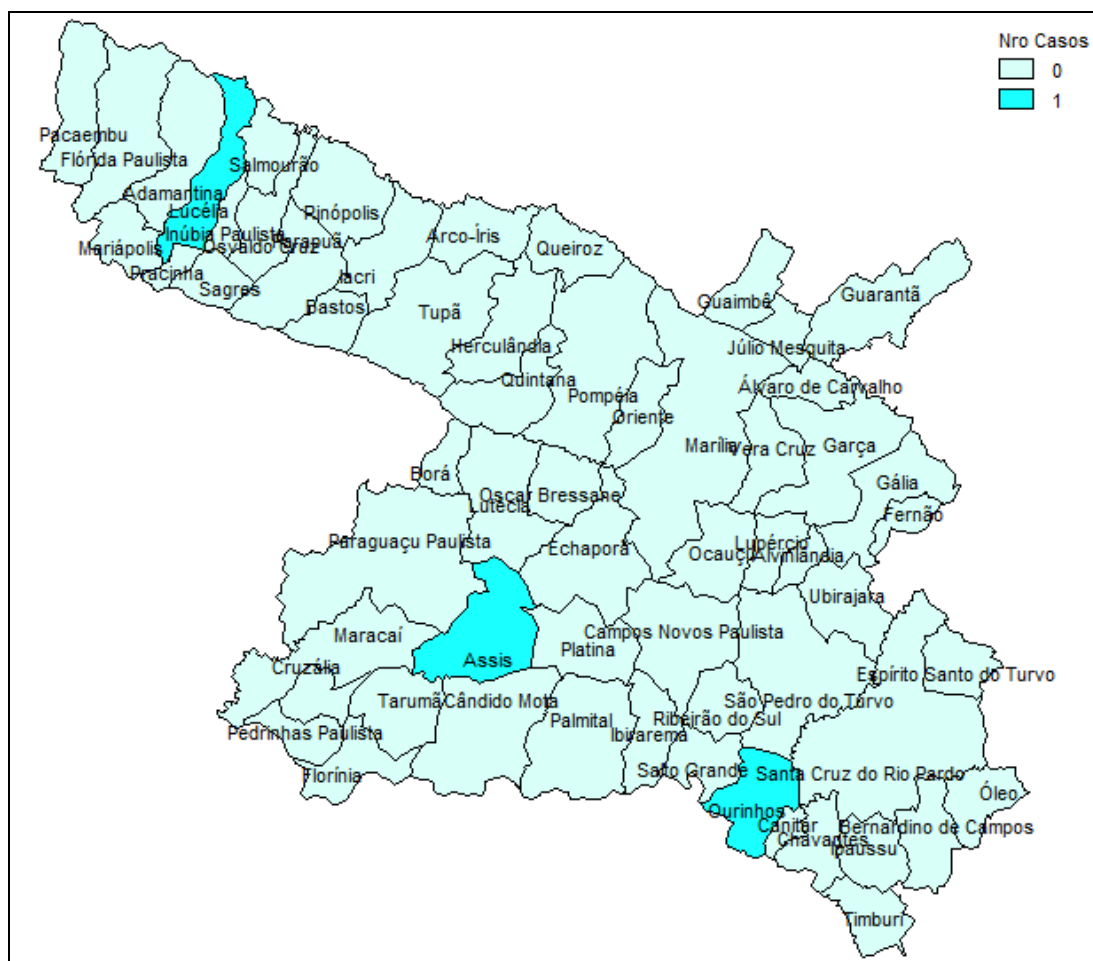 Nro Casos
0
1
Pacaembu
Flórida Paulista
Salmourão
Adamantina
Lucélia
Rinópolis
Inúbia Paulista
Parapuã
Osvaldo Cruz
Mariápolis
Pracinha
Sagres
Iacri
Bastos
Arco-Íris
Queiroz
Tupã
Guaimbê
Guarantã
Herculândia
Júlio Mesquita
Quintana
Álvaro de Carvalho
Pompéia
Oriente
Marília
Vera Cruz
Garça
Borá
Gália
Oscar Bressane
Lutécia
Fernão
Paraguaçu Paulista
Echaporã
Lupércio
Ocauçu
Alvinlândia
Ubirajara
Maracaí
Campos Novos Paulista
Platina
Assis
Cruzália
Espírito Santo do Turvo
Tarumã
Cândido Mota
São Pedro do Turvo
Palmital
Ribeirão do Sul
Pedrinhas Paulista
Ibirarema
Florínia
Salto Grande
Santa Cruz do Rio Pardo
Óleo
Ourinhos
Canitar
Bernardino de Campos
Chavantes
Ipaussu
Timburi